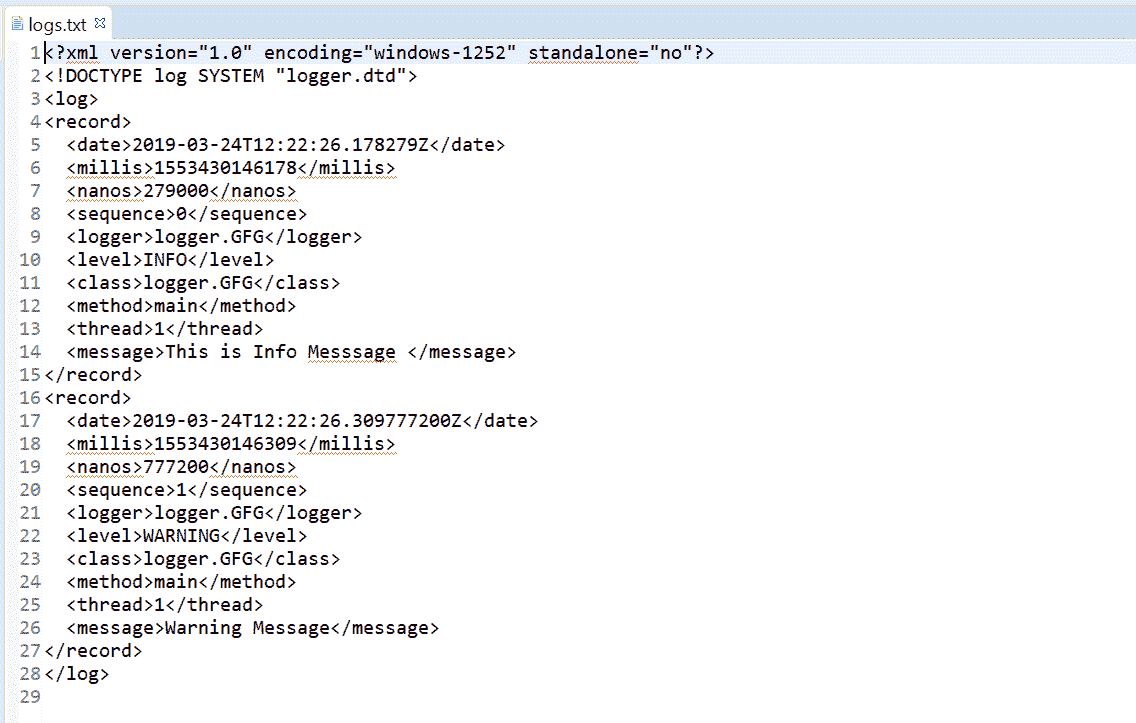 logs.txt
1 <?xml version="1.0" encoding="windows-1252" standalone="no"?>
2 <!DOCTYPE log SYSTEM "logger.dtd">
3 <log>
4 <record>
5   <date>2019-03-24T12:22:26.178279Z</date>
6   <millis>1553430146178</millis>
7   <nanos>279000</nanos>
8   <sequence>0</sequence>
9   <logger>logger.GFG</logger>
10   <level>INFO</level>
11   <class>logger.GFG</class>
12   <method>main</method>
13   <thread>1</thread>
14   <message>This is Info Messsage </message>
15 </record>
16 <record>
17   <date>2019-03-24T12:22:26.309777200Z</date>
18   <millis>1553430146309</millis>
19   <nanos>777200</nanos>
20   <sequence>1</sequence>
21   <logger>logger.GFG</logger>
22   <level>WARNING</level>
23   <class>logger.GFG</class>
24   <method>main</method>
25   <thread>1</thread>
26   <message>Warning Message</message>
27 </record>
28 </log>
29